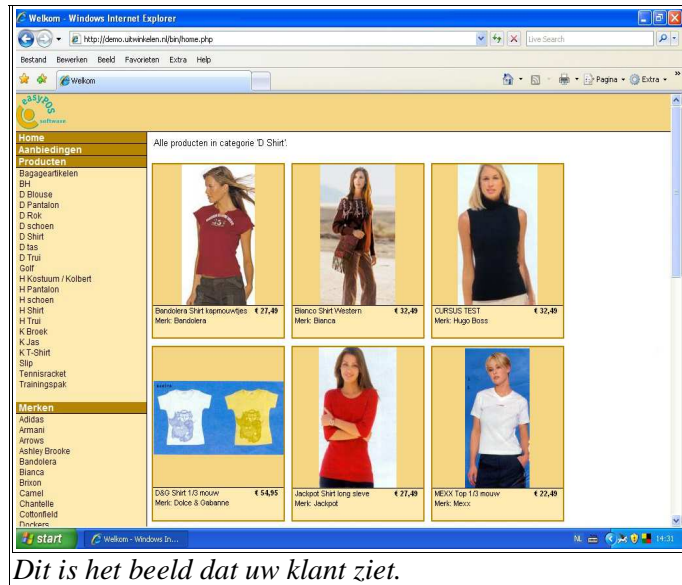 Welkom - Windows Internet Explorer
http://demo.uitwinkelen.nl/bin/home.php
Live Search
Bestand Bewerken Beeld Favorieten Extra Help
Welkom
Pagina Extra
easyPOS
software
Home
Aanbiedingen
Producten
Bagageartikelen
BH
D Blouse
D Pantalon
D Rok
D schoen
D Shirt
D tas
D Trui
Golf
H Kostuum / Kolbert
H Pantalon
H schoen
H Shirt
H Trui
K Broek
K Jas
K T-Shirt
Slip
Tennisracket
Trainingspak
Merken
Adidas
Armani
Arrows
Ashley Brooke
Bandolera
Bianca
Brixon
Camel
Chantelle
Cottonfield
Dockers
Alle producten in categorie 'D Shirt'.
Bandolera Shirt kapmouwtjes € 27,49
Merk: Bandolera
Bianco Shirt Western € 32,49
Merk: Bianca
CURSUS TEST € 32,49
Merk: Hugo Boss
D&G Shirt 1/3 mouw € 54,95
Merk: Dolce & Gabanne
Jackpot Shirt long sleve € 27,49
Merk: Jackpot
MEXX Top 1/3 mouw € 22,49
Merk: Mexx
start
Welkom - Windows In...
NL
14:31
Dit is het beeld dat uw klant ziet.